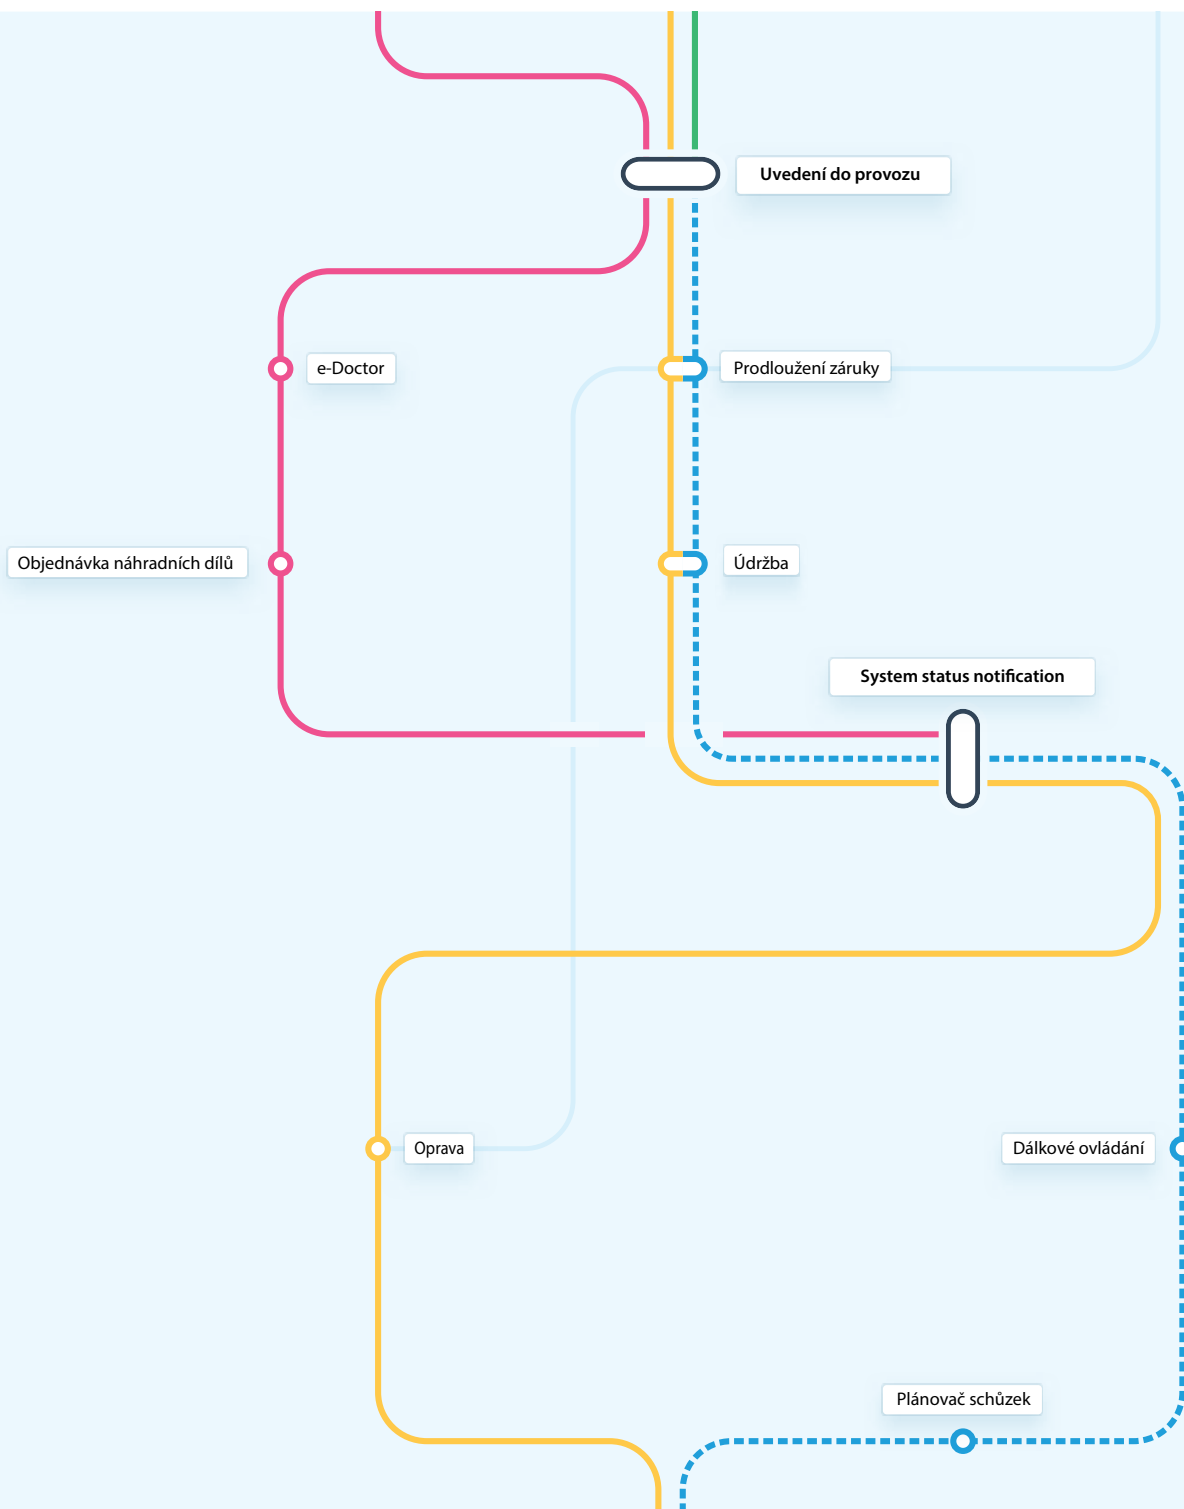 Uvedení do provozu
e-Doctor
Prodloužení záruky
Objednávka náhradních dílů
Údržba
System status notification
Oprava
Dálkové ovládání
Plánovač schůzek